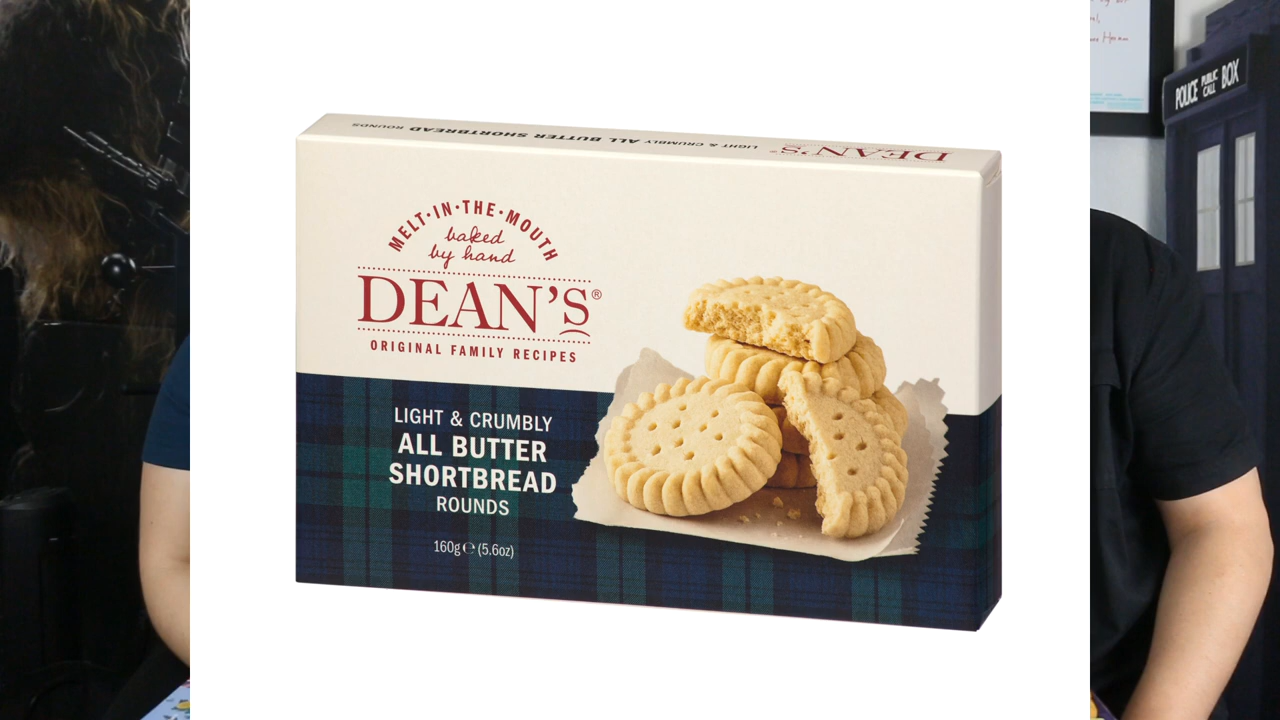 LIGHT & CRUMBLY ALL BUTTER SHORTBREAD ROUNDS
DEAN'S®
MELT·IN·THE·MOUTH
baked
by hand
DEAN'S®
ORIGINAL FAMILY RECIPES
LIGHT & CRUMBLY
ALL BUTTER
SHORTBREAD
ROUNDS
160g ℮ (5.6oz)
POLICE PUBLIC CALL BOX